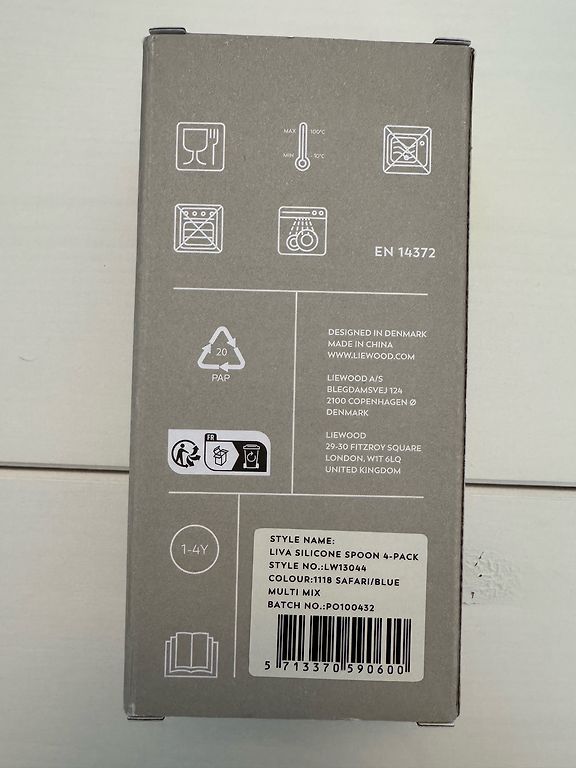 MAX 100°C
MIN -10°C
EN 14372
20
PAP
DESIGNED IN DENMARK
MADE IN CHINA
WWW.LIEWOOD.COM
LIEWOOD A/S
BLEGDAMSVEJ 124
2100 COPENHAGEN Ø
DENMARK
LIEWOOD
29-30 FITZROY SQUARE
LONDON, W1T 6LQ
UNITED KINGDOM
FR
1-4Y
STYLE NAME:
LIVA SILICONE SPOON 4-PACK
STYLE NO.:LW13044
COLOUR:1118 SAFARI/BLUE
MULTI MIX
BATCH NO.:PO100432
5 713370 590600